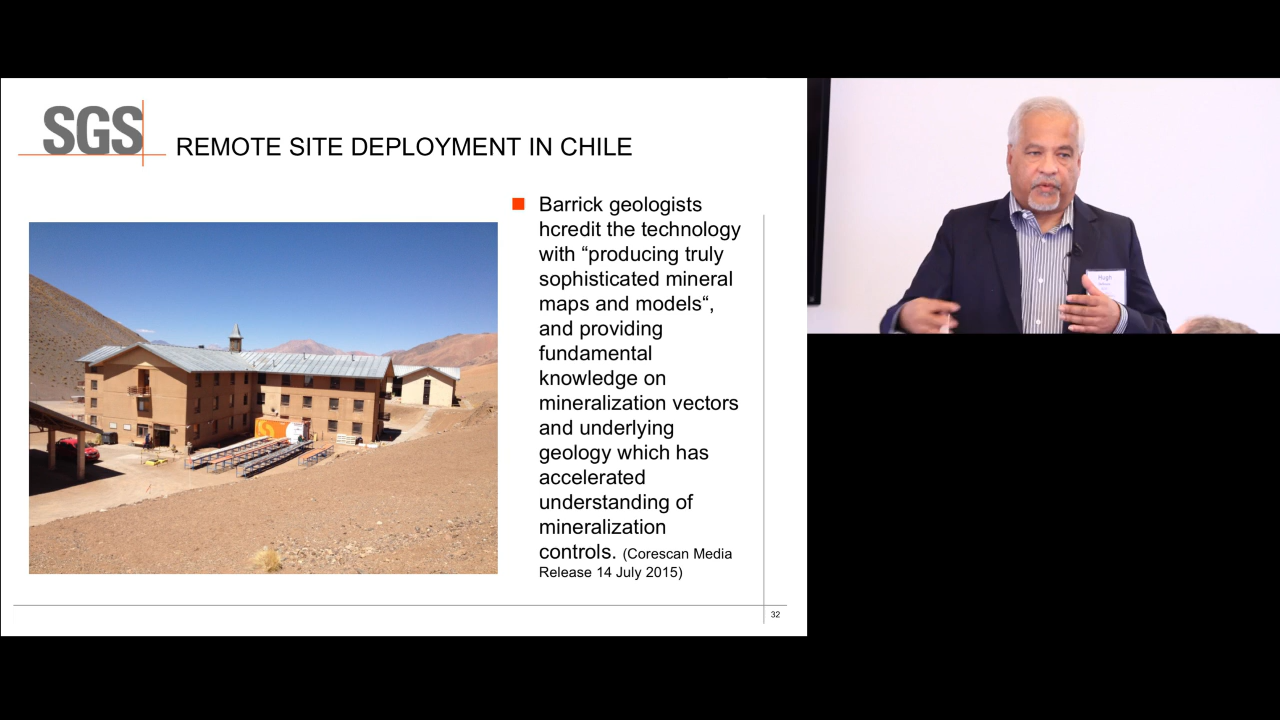 SGS
REMOTE SITE DEPLOYMENT IN CHILE
Barrick geologists
hcredit the technology
with “producing truly
sophisticated mineral
maps and models“,
and providing
fundamental
knowledge on
mineralization vectors
and underlying
geology which has
accelerated
understanding of
mineralization
controls. (Corescan Media
Release 14 July 2015)
32
Hugh